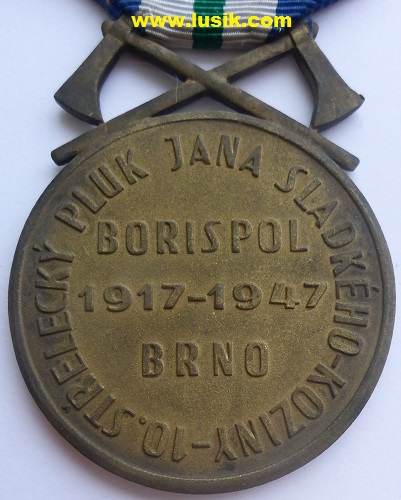 www.lusik.com
10. STŘELECKÝ PLUK JANA SLADKÉHO-KOZINY-
BORISPOL
1917-1947
BRNO